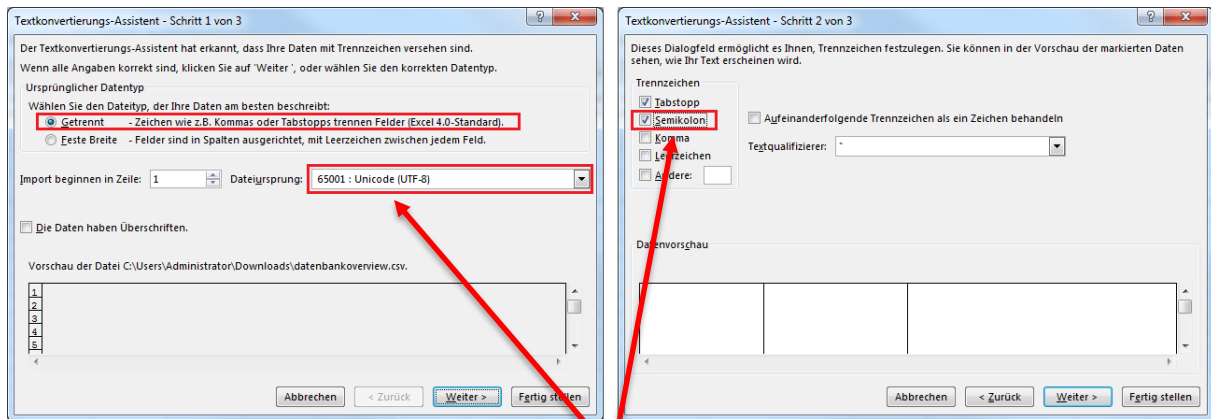 Textkonvertierungs-Assistent - Schritt 1 von 3
Der Textkonvertierungs-Assistent hat erkannt, dass Ihre Daten mit Trennzeichen versehen sind.
Wenn alle Angaben korrekt sind, klicken Sie auf 'Weiter ', oder wählen Sie den korrekten Datentyp.
Ursprünglicher Datentyp
Wählen Sie den Dateityp, der Ihre Daten am besten beschreibt:
Getrennt - Zeichen wie z.B. Kommas oder Tabstopps trennen Felder (Excel 4.0-Standard).
Feste Breite - Felder sind in Spalten ausgerichtet, mit Leerzeichen zwischen jedem Feld.
Import beginnen in Zeile: 1 Dateiursprung: 65001 : Unicode (UTF-8)
Die Daten haben Überschriften.
Vorschau der Datei C:\Users\Administrator\Downloads\datenbankoverview.csv.
1
2
3
4
5
Abbrechen < Zurück Weiter > Fertig stellen
Textkonvertierungs-Assistent - Schritt 2 von 3
Dieses Dialogfeld ermöglicht es Ihnen, Trennzeichen festzulegen. Sie können in der Vorschau der markierten Daten
sehen, wie Ihr Text erscheinen wird.
Trennzeichen
Tabstopp
Semikolon
Komma
Leerzeichen
Andere:
Aufeinanderfolgende Trennzeichen als ein Zeichen behandeln
Textqualifizierer: "
Datenvorschau
Abbrechen < Zurück Weiter > Fertig stellen